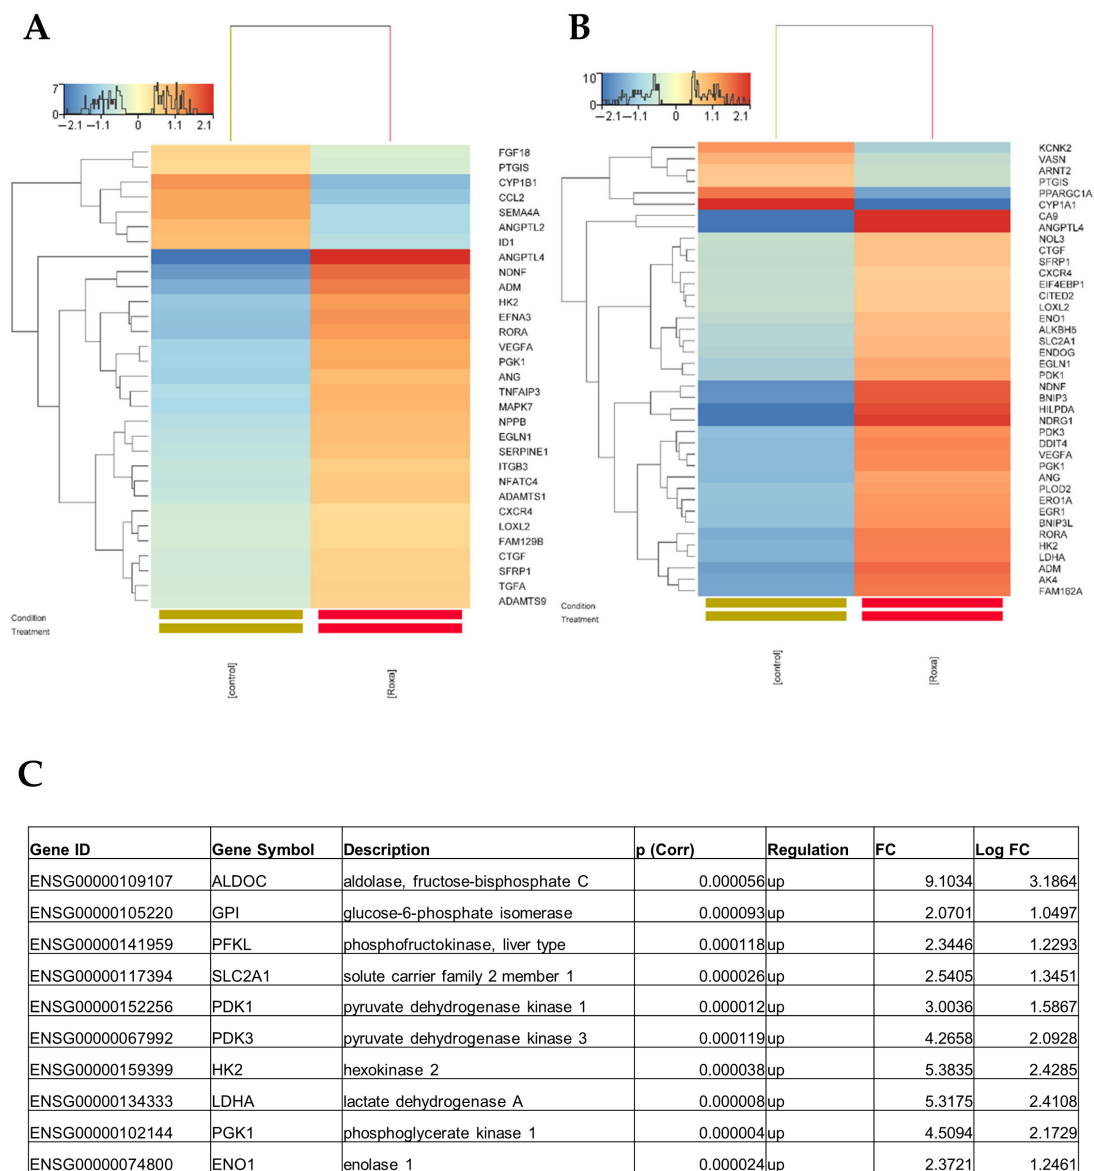 A
B
7
0
−2.1 −1.1 0 1.1 2.1
10
0
−2.1 −1.1 0 1.1 2.1
FGF18
PTGIS
CYP1B1
CCL2
SEMA4A
ANGPTL2
ID1
ANGPTL4
NDNF
ADM
HK2
EFNA3
RORA
VEGFA
PGK1
ANG
TNFAIP3
MAPK7
NPPB
EGLN1
SERPINE1
ITGB3
NFATC4
ADAMTS1
CXCR4
LOXL2
FAM129B
CTGF
SFRP1
TGFA
ADAMTS9
Condition
Treatment
[control]
[Roxa]
KCNK2
VASN
ARNT2
PTGIS
PPARGC1A
CYP1A1
CA9
ANGPTL4
NOL3
CTGF
SFRP1
CXCR4
EIF4EBP1
CITED2
LOXL2
ENO1
ALKBH5
SLC2A1
ENDOG
EGLN1
PDK1
NDNF
BNIP3
HILPDA
NDRG1
PDK3
DDIT4
VEGFA
PGK1
ANG
PLOD2
ERO1A
EGR1
BNIP3L
RORA
HK2
LDHA
ADM
AK4
FAM162A
Condition
Treatment
[control]
[Roxa]
C
Gene ID Gene Symbol Description p (Corr) Regulation FC Log FC
ENSG00000109107 ALDOC aldolase, fructose-bisphosphate C 0.000056 up 9.1034 3.1864
ENSG00000105220 GPI glucose-6-phosphate isomerase 0.000093 up 2.0701 1.0497
ENSG00000141959 PFKL phosphofructokinase, liver type 0.000118 up 2.3446 1.2293
ENSG00000117394 SLC2A1 solute carrier family 2 member 1 0.000026 up 2.5405 1.3451
ENSG00000152256 PDK1 pyruvate dehydrogenase kinase 1 0.000012 up 3.0036 1.5867
ENSG00000067992 PDK3 pyruvate dehydrogenase kinase 3 0.000119 up 4.2658 2.0928
ENSG00000159399 HK2 hexokinase 2 0.000038 up 5.3835 2.4285
ENSG00000134333 LDHA lactate dehydrogenase A 0.000008 up 5.3175 2.4108
ENSG00000102144 PGK1 phosphoglycerate kinase 1 0.000004 up 4.5094 2.1729
ENSG00000074800 ENO1 enolase 1 0.000024 up 2.3721 1.2461